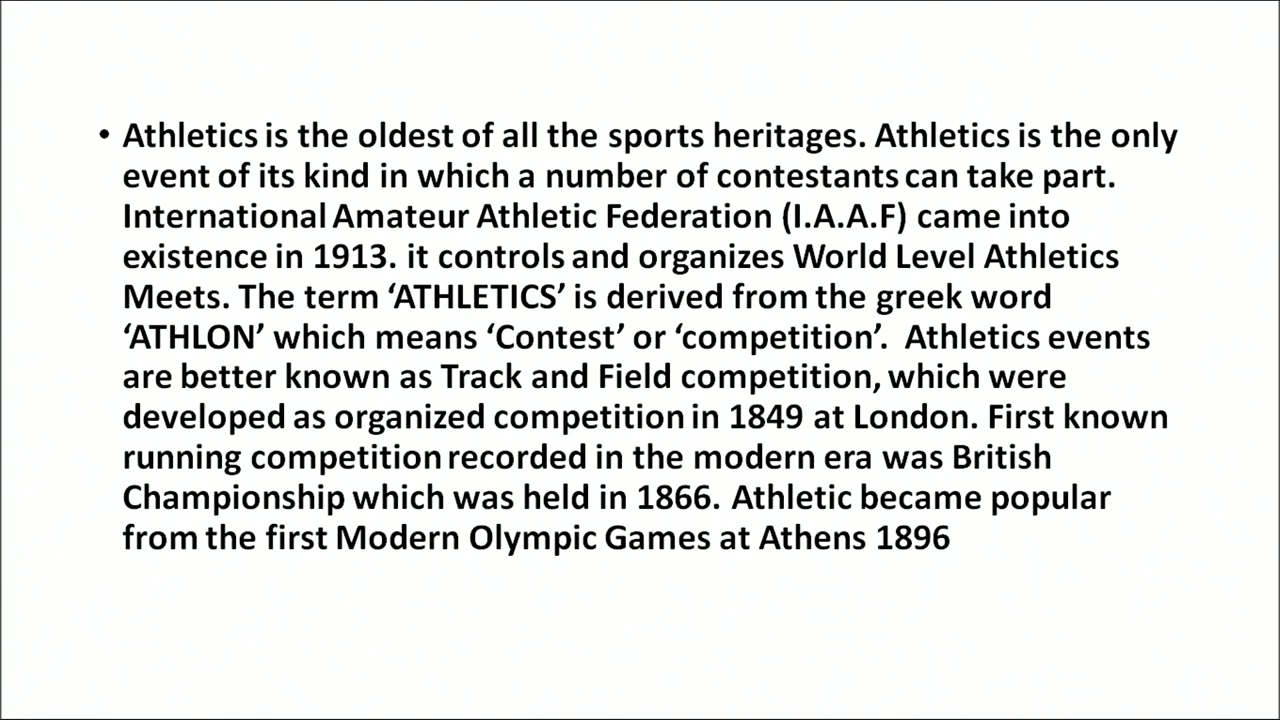 • Athletics is the oldest of all the sports heritages. Athletics is the only
event of its kind in which a number of contestants can take part.
International Amateur Athletic Federation (I.A.A.F) came into
existence in 1913. it controls and organizes World Level Athletics
Meets. The term ‘ATHLETICS’ is derived from the greek word
‘ATHLON’ which means ‘Contest’ or ‘competition’. Athletics events
are better known as Track and Field competition, which were
developed as organized competition in 1849 at London. First known
running competition recorded in the modern era was British
Championship which was held in 1866. Athletic became popular
from the first Modern Olympic Games at Athens 1896